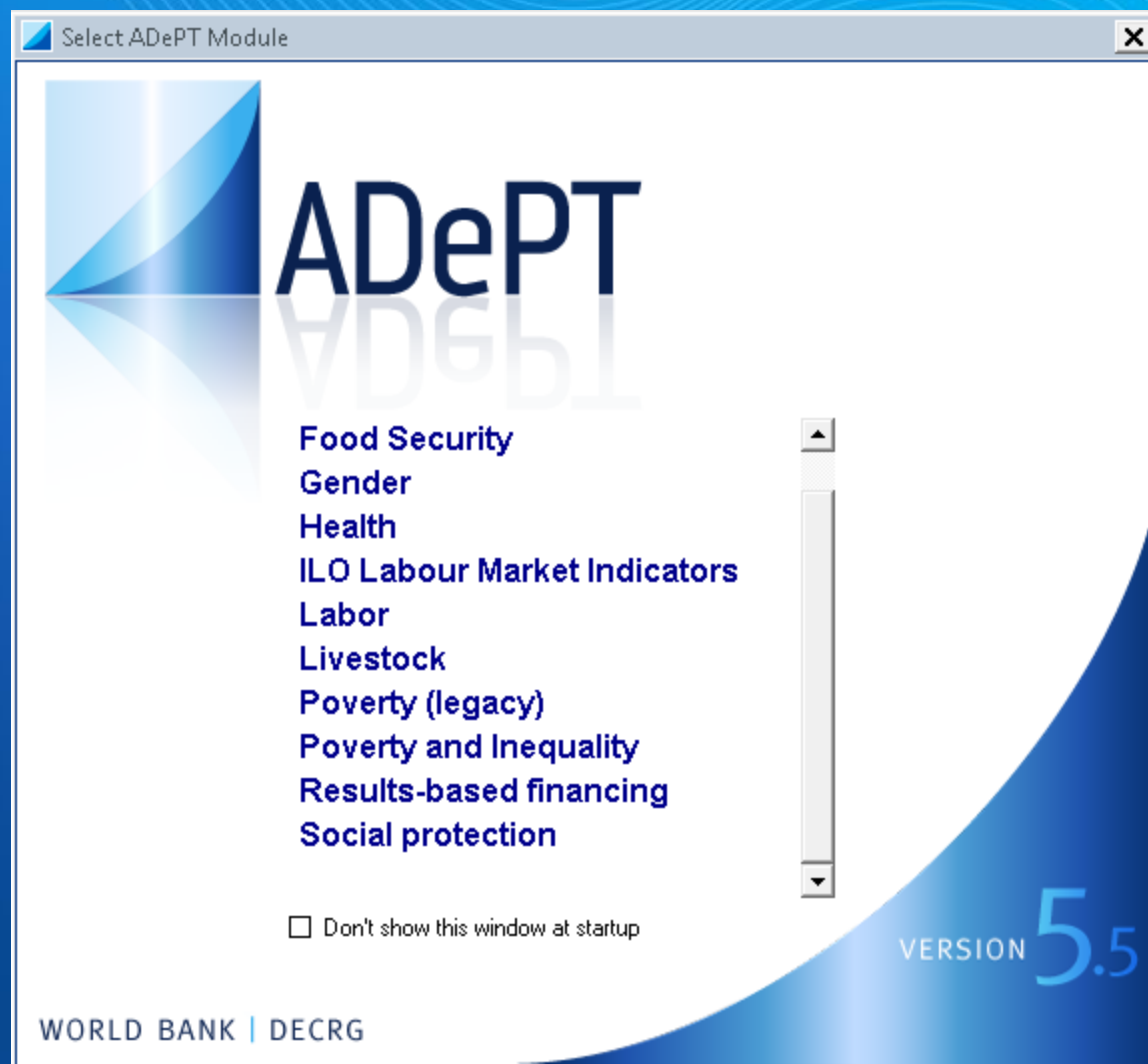 Select ADePT Module
ADePT
Food Security
Gender
Health
ILO Labour Market Indicators
Labor
Livestock
Poverty (legacy)
Poverty and Inequality
Results-based financing
Social protection
Don't show this window at startup
VERSION 5.5
WORLD BANK | DECRG